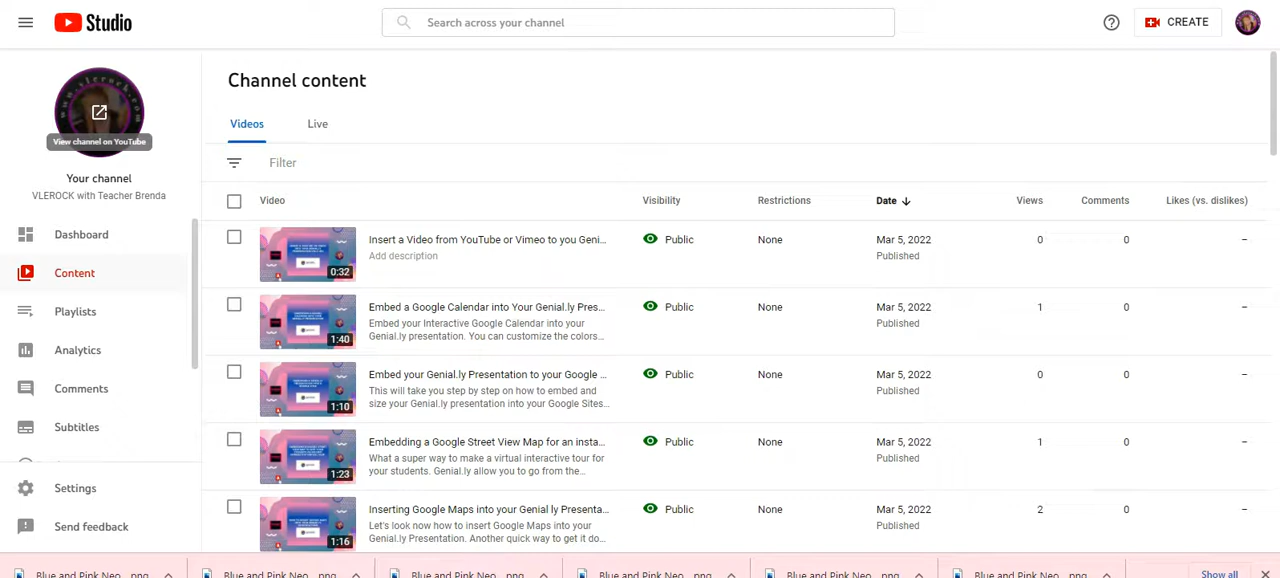 Studio
Search across your channel
CREATE
www.vlerock.com
View channel on YouTube
Your channel
VLEROCK with Teacher Brenda
Dashboard
Content
Playlists
Analytics
Comments
Subtitles
Settings
Send feedback
Channel content
Videos Live
Filter
Video Visibility Restrictions Date Views Comments Likes (vs. dislikes)
Insert a Video from YouTube or Vimeo to you Geni... Public None Mar 5, 2022 0 0 –
Add description Published
0:32
Embed a Google Calendar into Your Genial.ly Pres... Public None Mar 5, 2022 1 0 –
Embed your Interactive Google Calendar into your Published
Genial.ly presentation. You can customize the colors...
1:40
Embed your Genial.ly Presentation to your Google ... Public None Mar 5, 2022 0 0 –
This will take you step by step on how to embed and Published
size your Genial.ly presentation into your Google Sites...
1:10
Embedding a Google Street View Map for an insta... Public None Mar 5, 2022 1 0 –
What a super way to make a virtual interactive tour for Published
your students. Genial.ly allow you to go from the...
1:23
Inserting Google Maps into your Genial ly Presenta... Public None Mar 5, 2022 2 0 –
Let's look now how to insert Google Maps into your Published
Genial.ly Presentation. Another quick way to get it do...
1:16
Blue and Pink Neo....png Blue and Pink Neo....png Blue and Pink Neo....png Blue and Pink Neo....png Blue and Pink Neo....png Blue and Pink Neo....png Show all